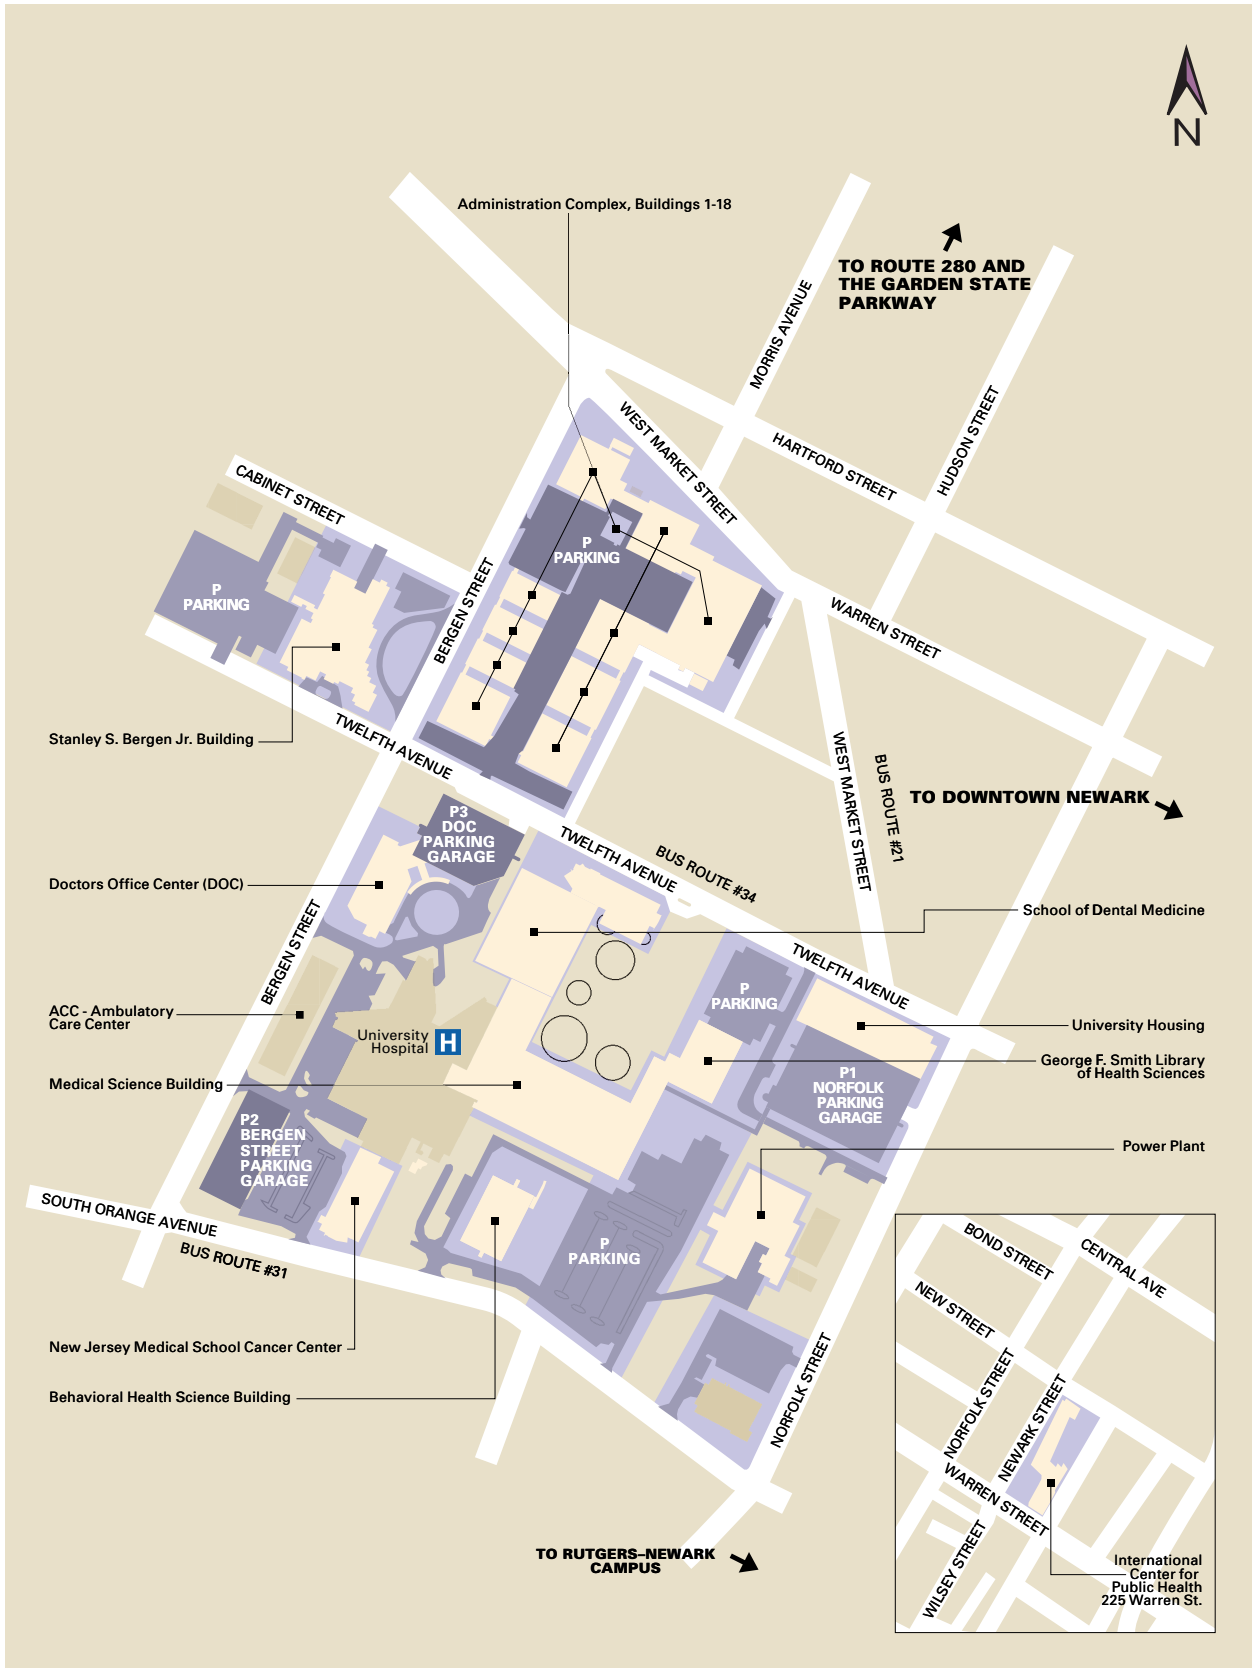 N
Administration Complex, Buildings 1-18
TO ROUTE 280 AND
THE GARDEN STATE
PARKWAY
MORRIS AVENUE
HUDSON STREET
WEST MARKET STREET
HARTFORD STREET
CABINET STREET
P
PARKING
P
PARKING
BERGEN STREET
WARREN STREET
Stanley S. Bergen Jr. Building
TWELFTH AVENUE
WEST MARKET STREET
BUS ROUTE #21
TO DOWNTOWN NEWARK
P3
DOC
PARKING
GARAGE
TWELFTH AVENUE
BUS ROUTE #34
Doctors Office Center (DOC)
School of Dental Medicine
BERGEN STREET
TWELFTH AVENUE
P
PARKING
ACC - Ambulatory
Care Center
University
Hospital
H
University Housing
George F. Smith Library
of Health Sciences
Medical Science Building
P1
NORFOLK
PARKING
GARAGE
P2
BERGEN
STREET
PARKING
GARAGE
Power Plant
SOUTH ORANGE AVENUE
BUS ROUTE #31
P
PARKING
New Jersey Medical School Cancer Center
Behavioral Health Science Building
NORFOLK STREET
TO RUTGERS–NEWARK
CAMPUS
BOND STREET
CENTRAL AVE
NEW STREET
NORFOLK STREET
NEWARK STREET
WARREN STREET
WILSEY STREET
International
Center for
Public Health
225 Warren St.